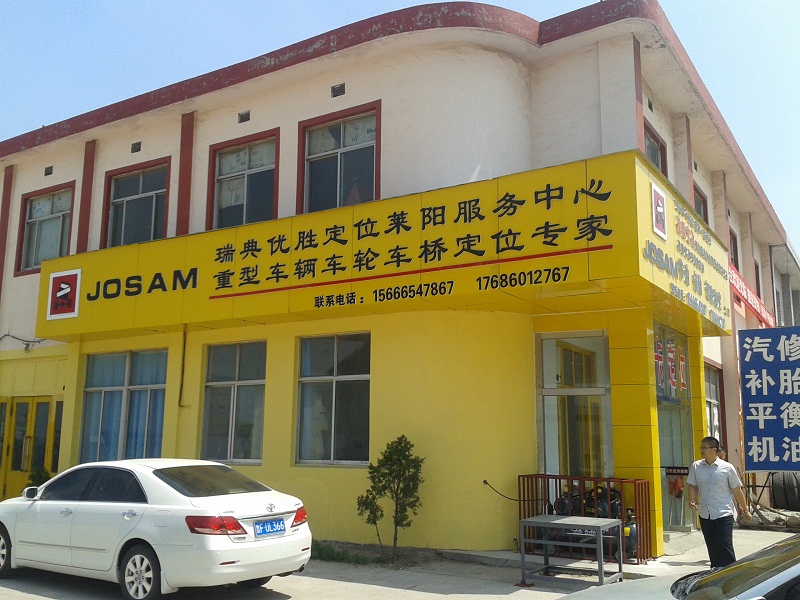 JOSAM
瑞典优胜定位莱阳服务中心
重型车辆车轮车桥定位专家
联系电话：15666547867 17686012767
JOSAM
汽修
补胎
平衡
机油
UL366